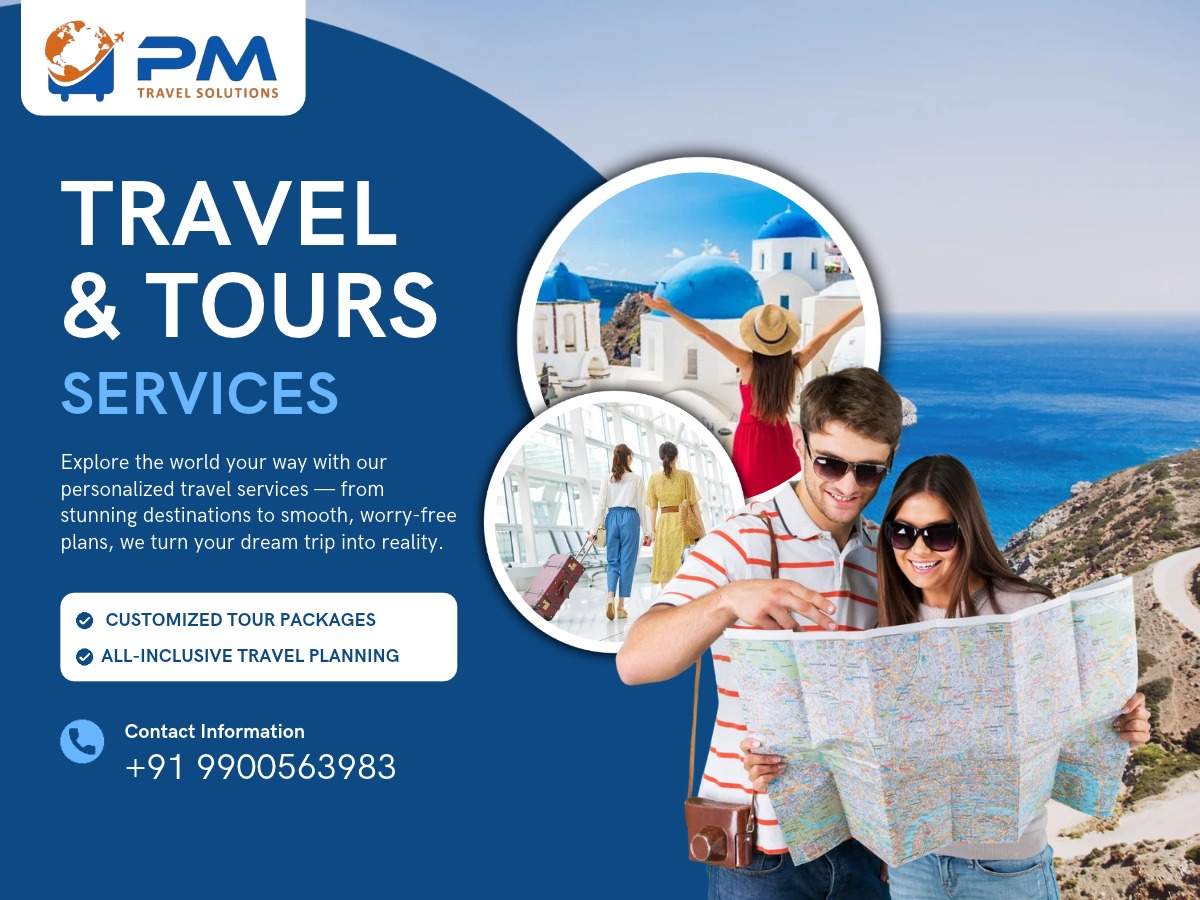 PM
TRAVEL SOLUTIONS
TRAVEL
& TOURS
SERVICES
Explore the world your way with our
personalized travel services — from
stunning destinations to smooth, worry-free
plans, we turn your dream trip into reality.
CUSTOMIZED TOUR PACKAGES
ALL-INCLUSIVE TRAVEL PLANNING
Contact Information
+91 9900563983